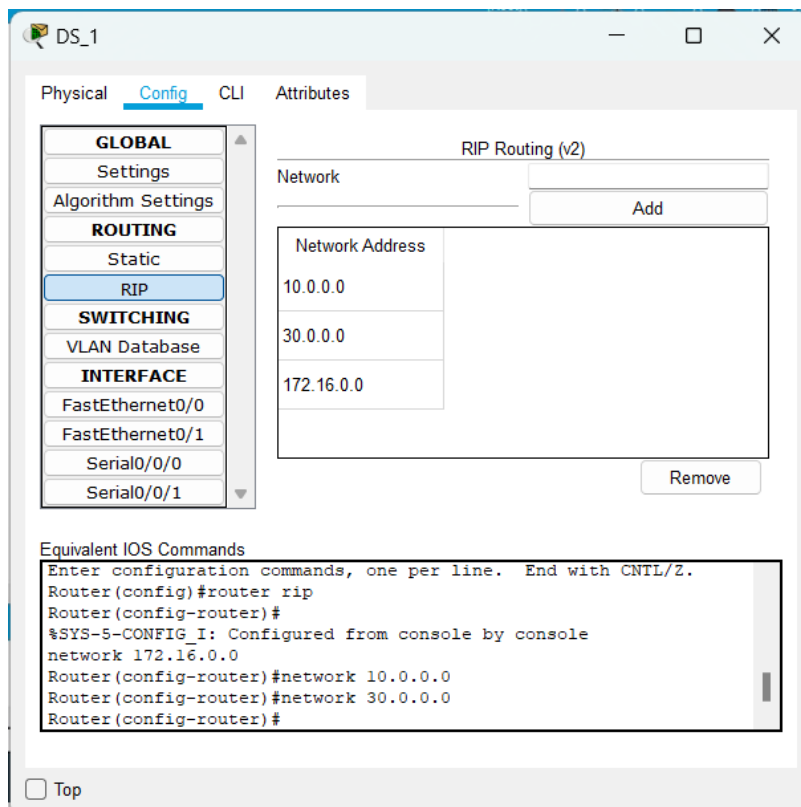 DS_1
Physical Config CLI Attributes
GLOBAL
Settings
Algorithm Settings
ROUTING
Static
RIP
SWITCHING
VLAN Database
INTERFACE
FastEthernet0/0
FastEthernet0/1
Serial0/0/0
Serial0/0/1
RIP Routing (v2)
Network
Add
Network Address
10.0.0.0
30.0.0.0
172.16.0.0
Remove
Equivalent IOS Commands
Enter configuration commands, one per line. End with CNTL/Z.
Router(config)#router rip
Router(config-router)#
%SYS-5-CONFIG_I: Configured from console by console
network 172.16.0.0
Router(config-router)#network 10.0.0.0
Router(config-router)#network 30.0.0.0
Router(config-router)#
Top